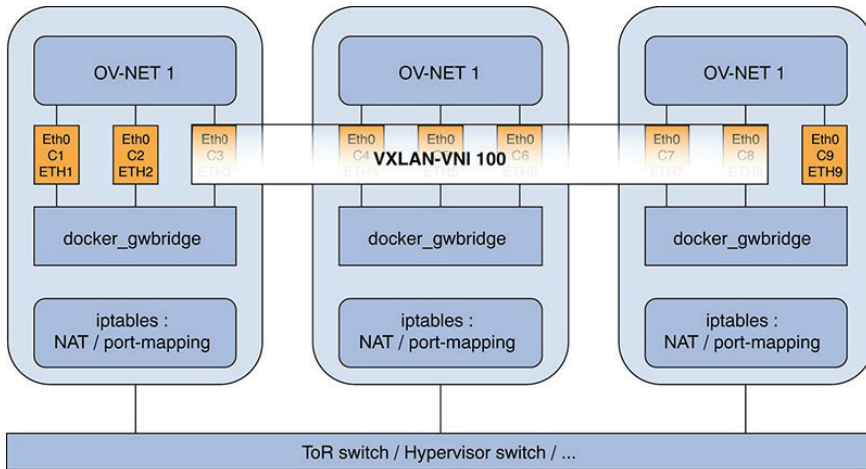 OV-NET 1
OV-NET 1
OV-NET 1
Eth0
C1
ETH1
Eth0
C2
ETH2
Eth0
C3
ETH3
Eth0
C4
ETH4
Eth0
ETH5
Eth0
C6
ETH6
Eth0
C7
ETH7
Eth0
C8
ETH8
Eth0
C9
ETH9
VXLAN-VNI 100
docker_gwbridge
docker_gwbridge
docker_gwbridge
iptables :
NAT / port-mapping
iptables :
NAT / port-mapping
iptables :
NAT / port-mapping
ToR switch / Hypervisor switch / ...